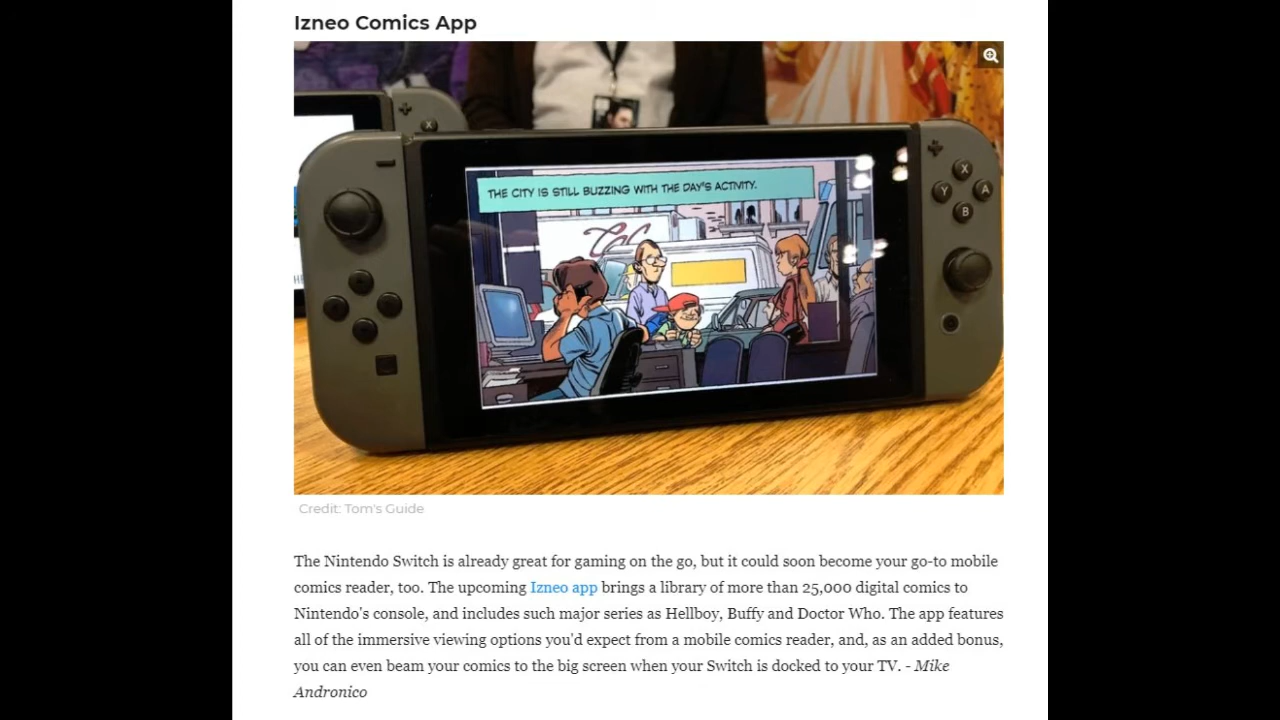 Izneo Comics App
X
THE CITY IS STILL BUZZING WITH THE DAY'S ACTIVITY.
X
Y
A
B
Credit: Tom's Guide
The Nintendo Switch is already great for gaming on the go, but it could soon become your go-to mobile
comics reader, too. The upcoming Izneo app brings a library of more than 25,000 digital comics to
Nintendo's console, and includes such major series as Hellboy, Buffy and Doctor Who. The app features
all of the immersive viewing options you'd expect from a mobile comics reader, and, as an added bonus,
you can even beam your comics to the big screen when your Switch is docked to your TV. - Mike
Andronico